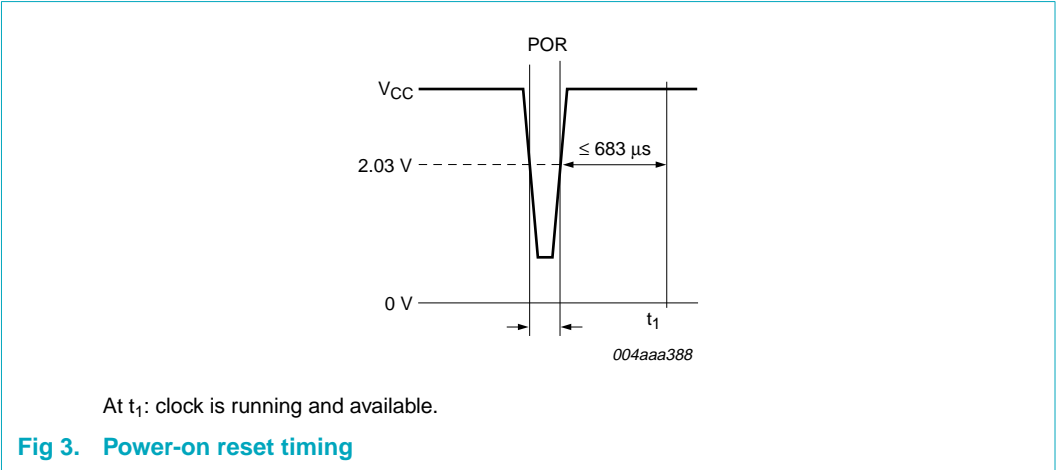 POR
VCC
≤ 683 μs
2.03 V
0 V
t1
004aaa388
At t1: clock is running and available.
Fig 3. Power-on reset timing